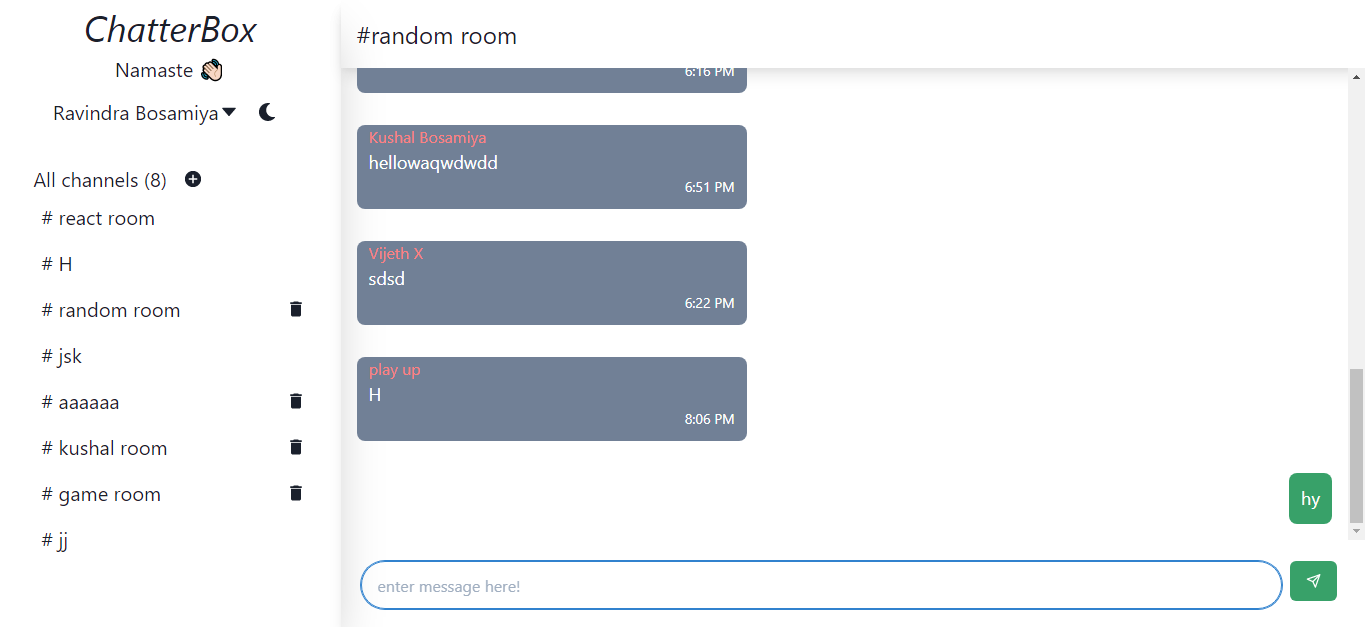 ChatterBox
Namaste 👋🏻
Ravindra Bosamiya
All channels (8)
# react room
# H
# random room
# jsk
# aaaaaa
# kushal room
# game room
# jj
#random room
6:16 PM
Kushal Bosamiya
hellowaqwdwdd
6:51 PM
Vijeth X
sdsd
6:22 PM
play up
H
8:06 PM
hy
enter message here!